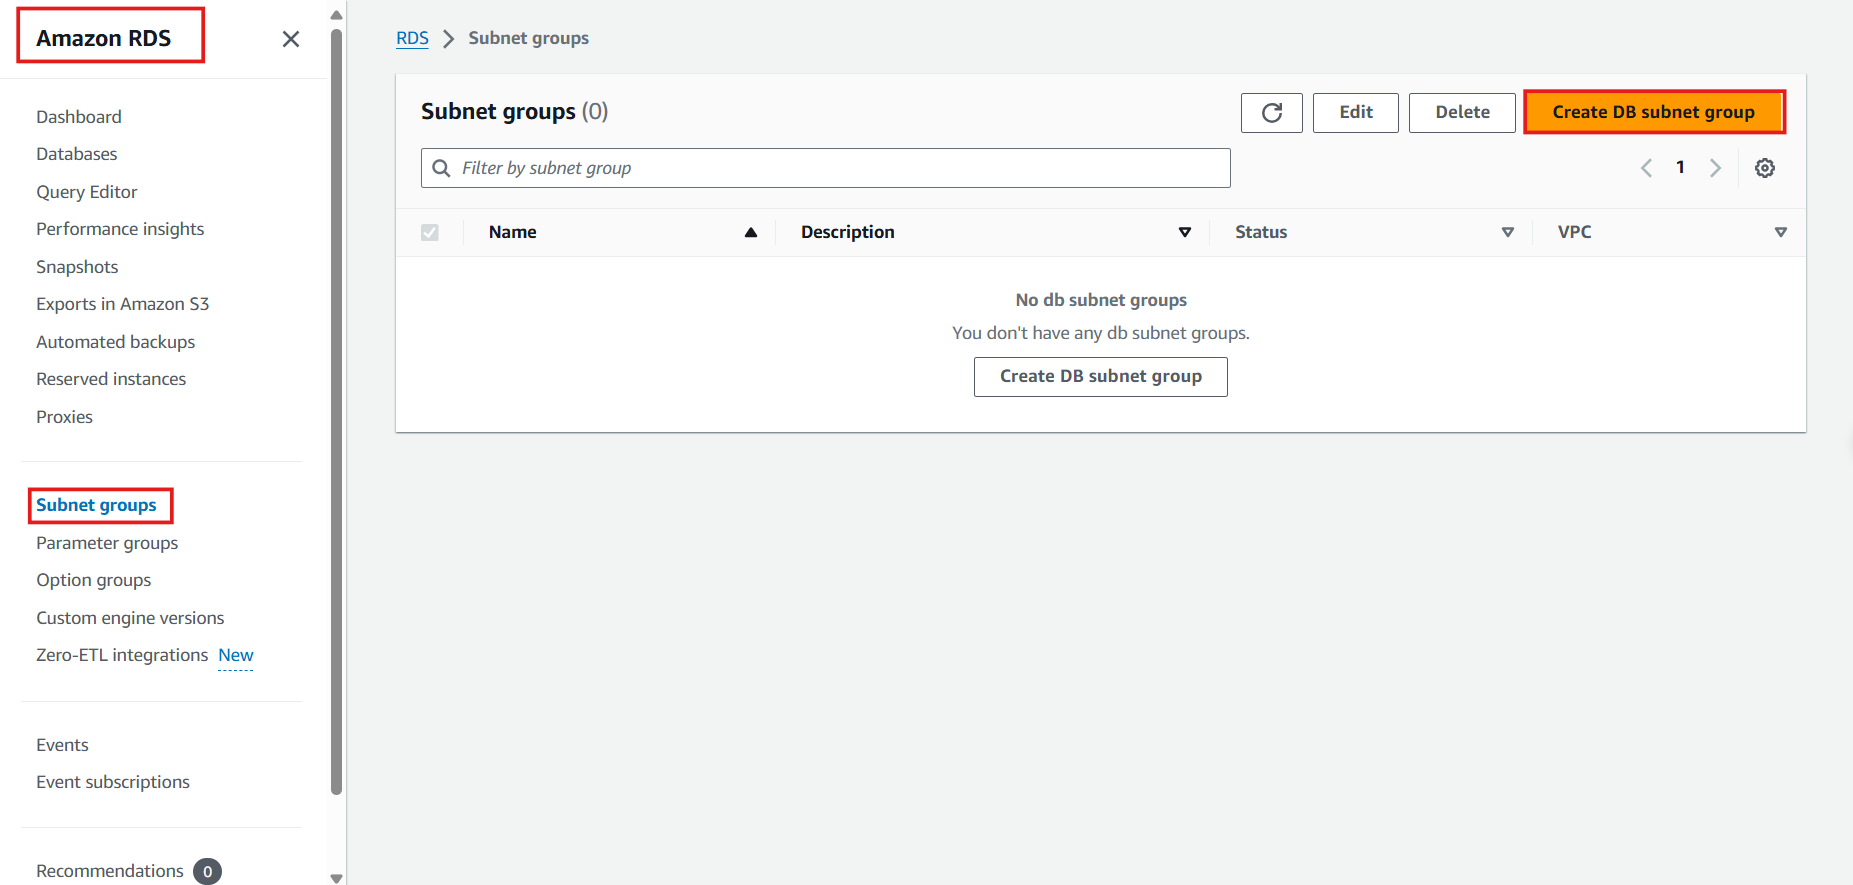 Amazon RDS
Dashboard
Databases
Query Editor
Performance insights
Snapshots
Exports in Amazon S3
Automated backups
Reserved instances
Proxies
Subnet groups
Parameter groups
Option groups
Custom engine versions
Zero-ETL integrations New
Events
Event subscriptions
Recommendations 0
RDS Subnet groups
Subnet groups (0)
Edit Delete Create DB subnet group
Filter by subnet group
1
Name Description Status VPC
No db subnet groups
You don't have any db subnet groups.
Create DB subnet group